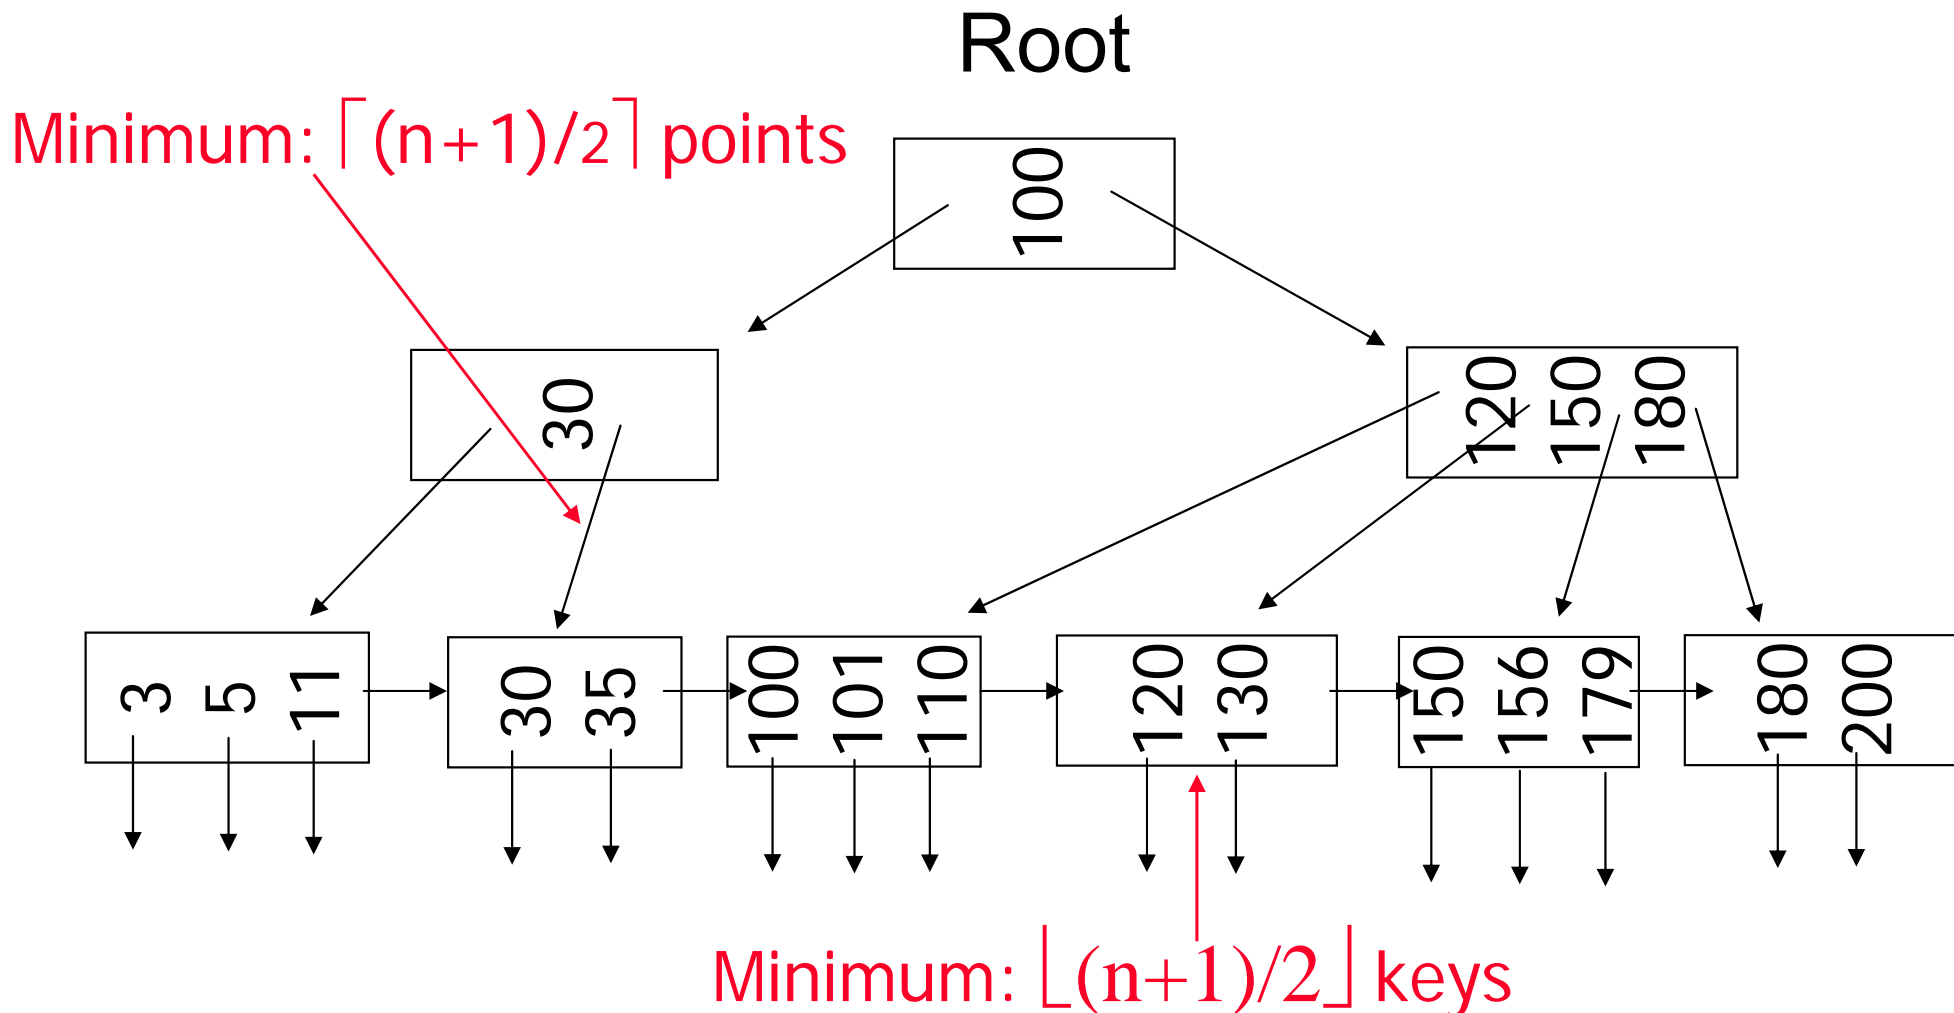 Root
Minimum: ⌈(n+1)/2⌉ points
100
30
120 150 180
3 5 11
30 35
100 101 110
120 130
150 156 179
180 200
Minimum: ⌊(n+1)/2⌋ keys